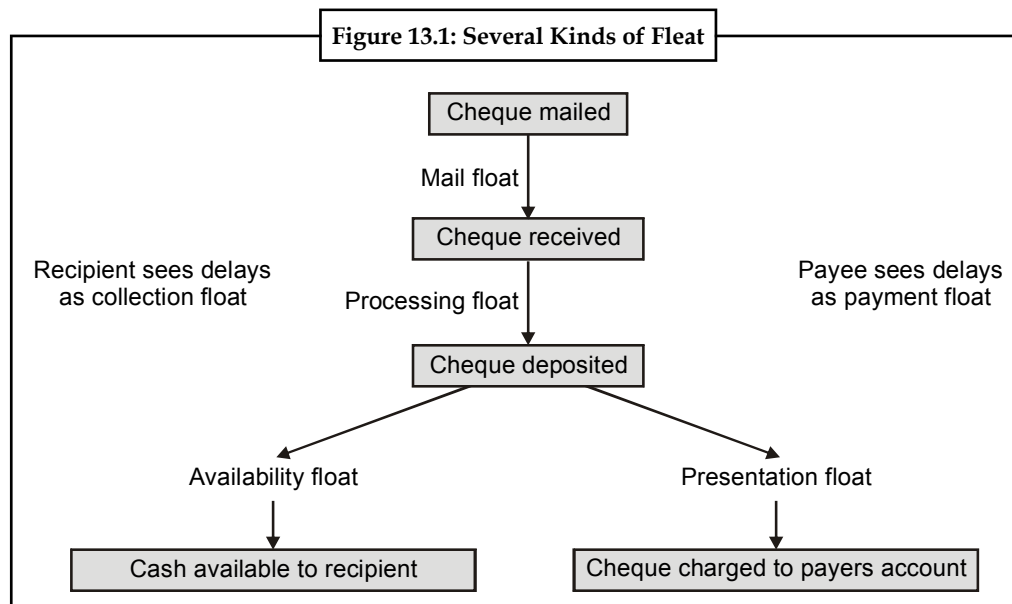 Figure 13.1: Several Kinds of Fleat
Cheque mailed
Mail float
Cheque received
Recipient sees delays
as collection float
Payee sees delays
as payment float
Processing float
Cheque deposited
Availability float
Presentation float
Cash available to recipient
Cheque charged to payers account